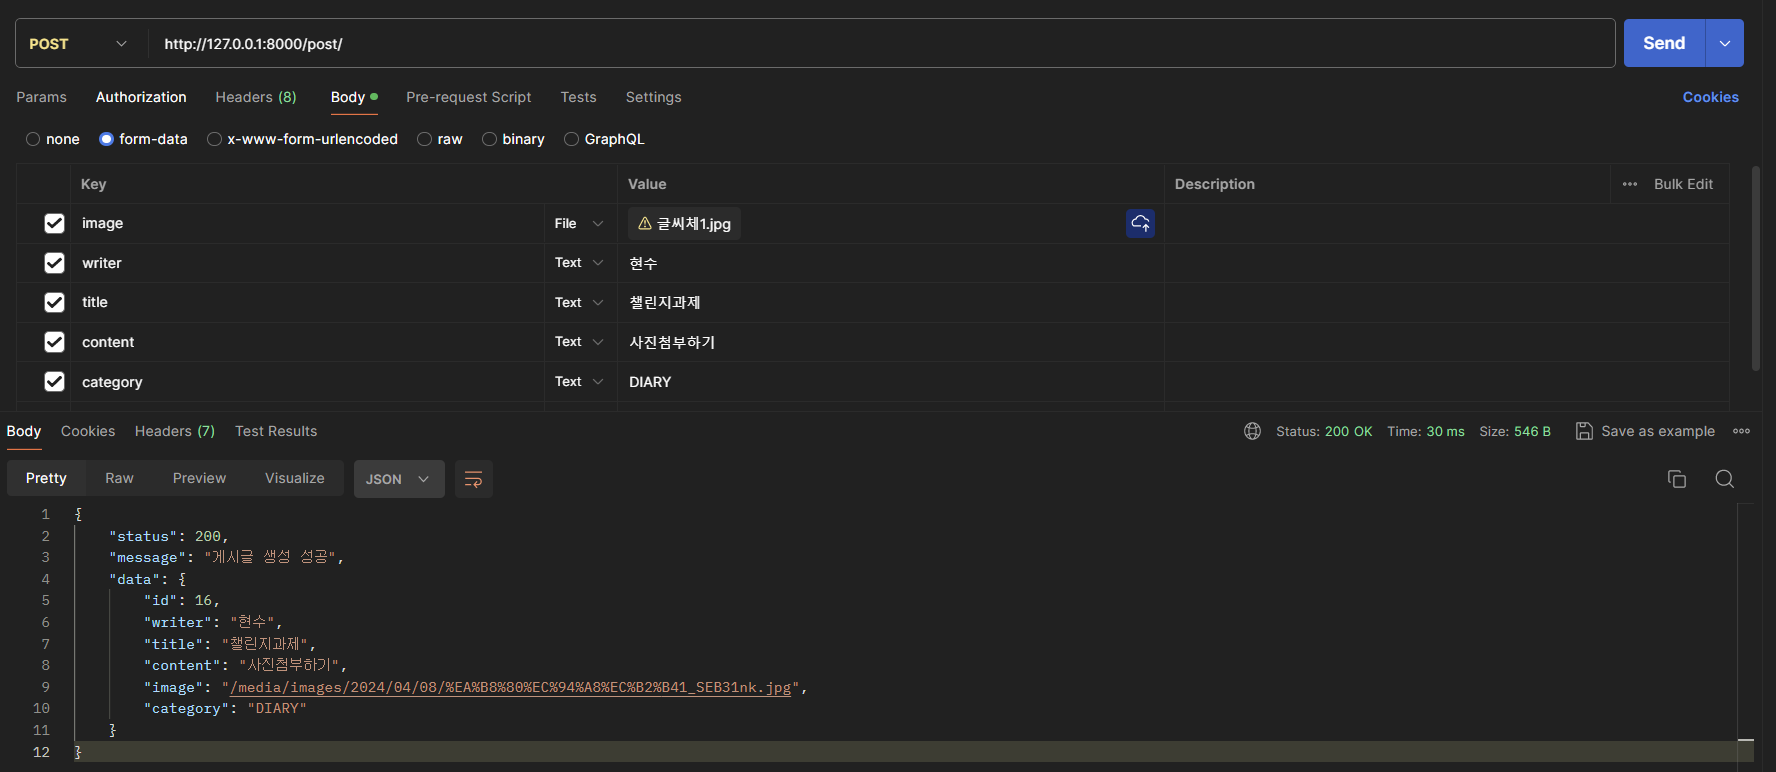 POST http://127.0.0.1:8000/post/ Send
Params Authorization Headers (8) Body Pre-request Script Tests Settings Cookies
none form-data x-www-form-urlencoded raw binary GraphQL
Key Value Description ••• Bulk Edit
image File 글씨체1.jpg
writer Text 현수
title Text 챌린지과제
content Text 사진첨부하기
category Text DIARY
Body Cookies Headers (7) Test Results Status: 200 OK Time: 30 ms Size: 546 B Save as example
Pretty Raw Preview Visualize JSON
1 {
2 "status": 200,
3 "message": "게시글 생성 성공",
4 "data": {
5 "id": 16,
6 "writer": "현수",
7 "title": "챌린지과제",
8 "content": "사진첨부하기",
9 "image": "/media/images/2024/04/08/%EA%B8%80%EC%94%A8%EC%B2%B41_SEB31nk.jpg",
10 "category": "DIARY"
11 }
12 }